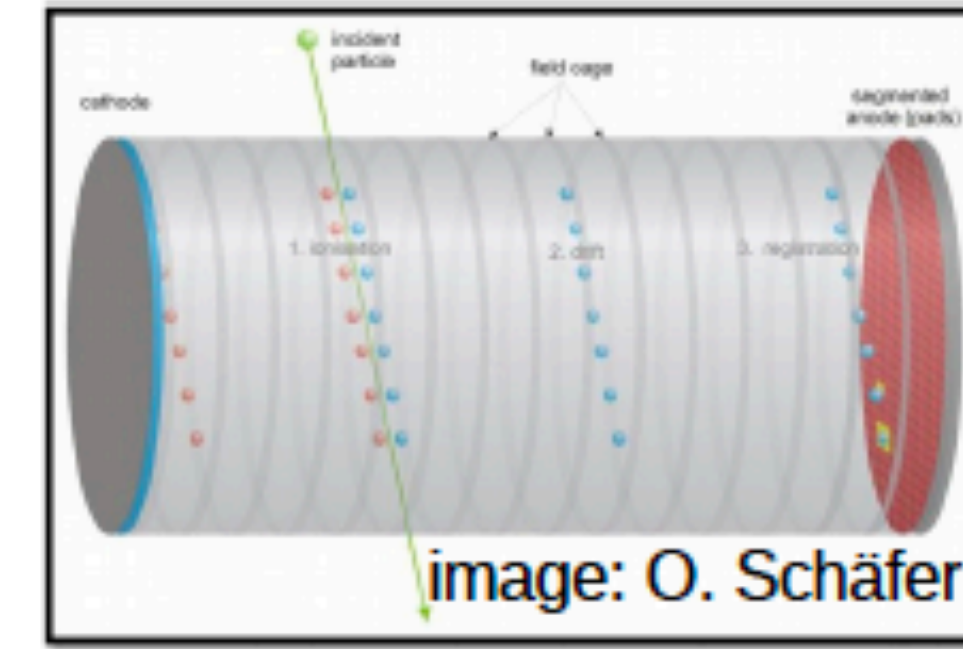 incident
particle
field cage
cathode
segmented
anode (pads)
1. ionisation
2. drift
3. registration
image: O. Schäfer